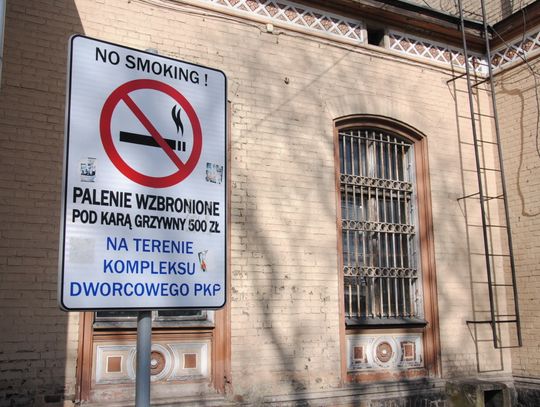 NO SMOKING !
PALENIE WZBRONIONE
POD KARĄ GRZYWNY 500 ZŁ
NA TERENIE
KOMPLEKSU
DWORCOWEGO PKP